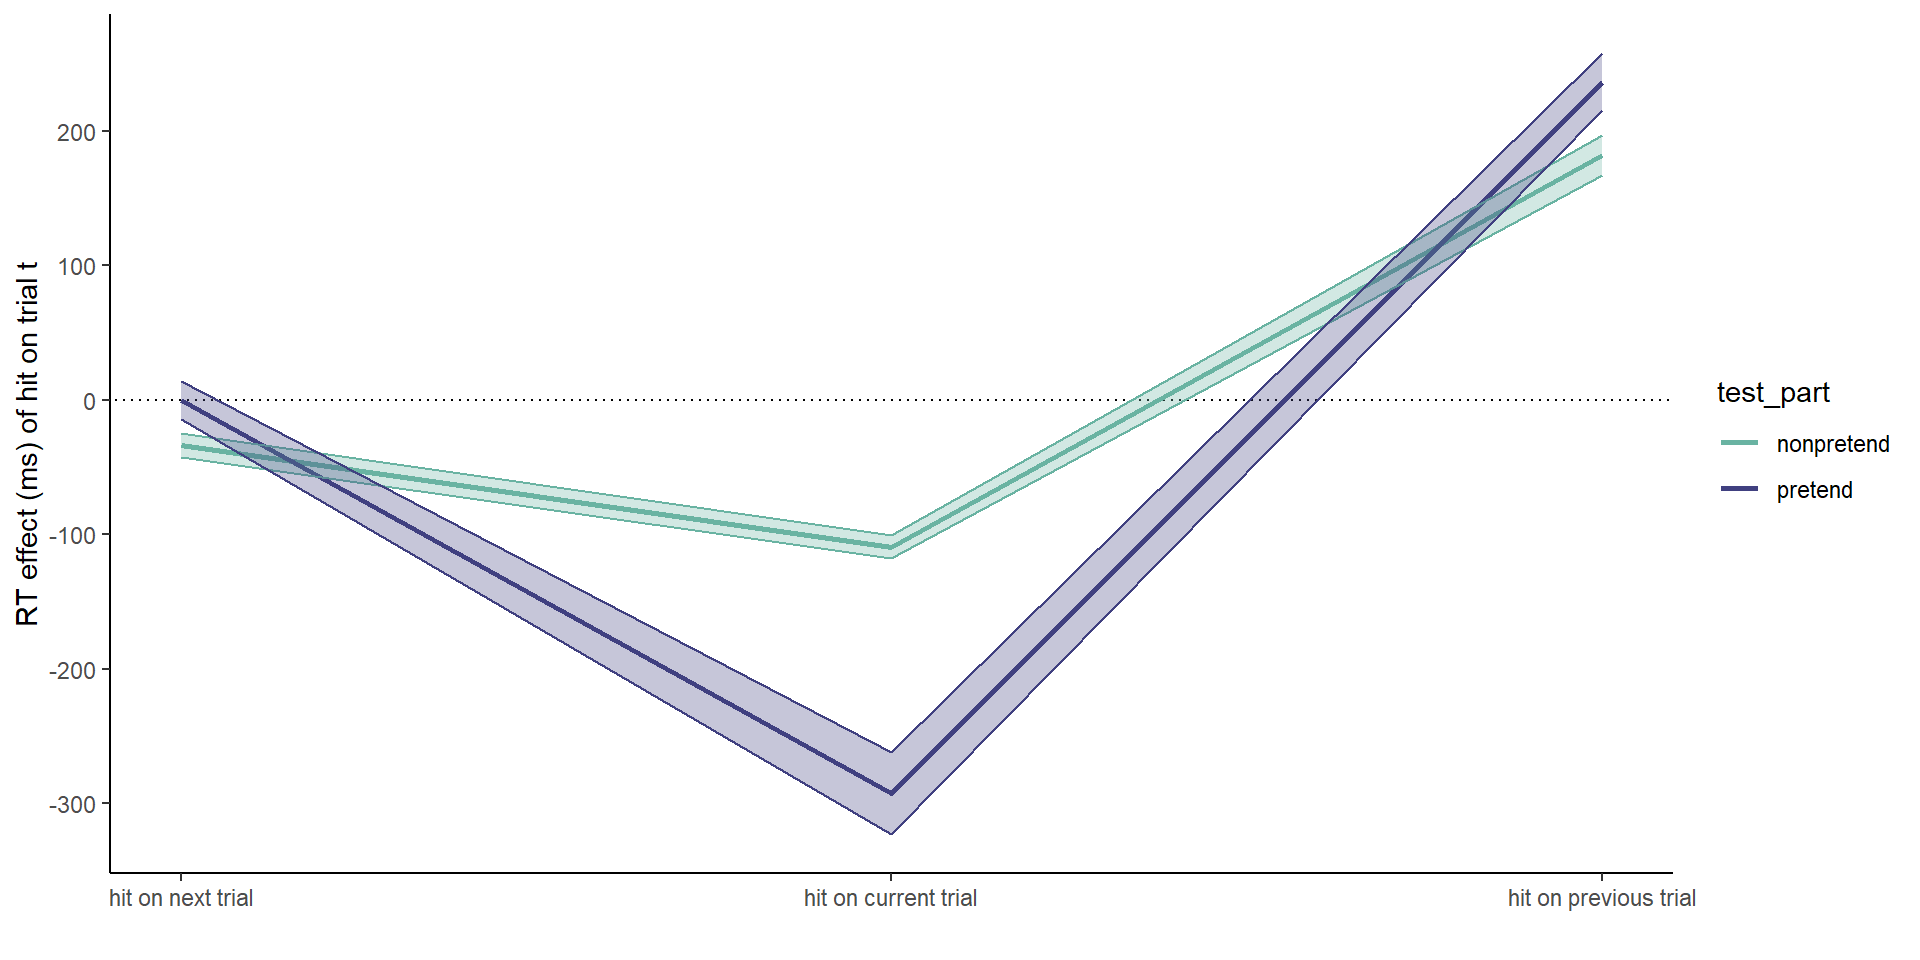 RT effect (ms) of hit on trial t
200
100
0
-100
-200
-300
hit on next trial
hit on current trial
hit on previous trial
test_part
nonpretend
pretend